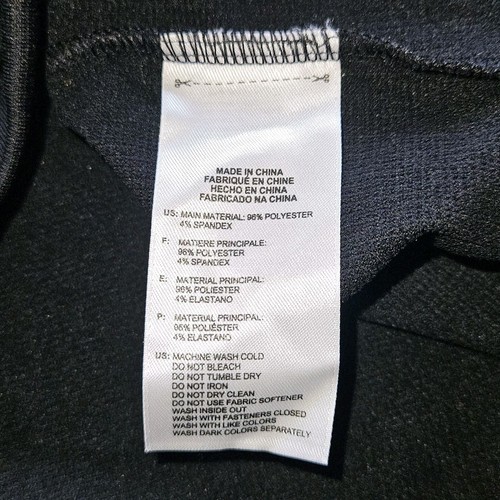 MADE IN CHINA
FABRIQUÉ EN CHINE
HECHO EN CHINA
FABRICADO NA CHINA
US: MAIN MATERIAL: 96% POLYESTER
4% SPANDEX
F: MATIERE PRINCIPALE:
96% POLYESTER
4% SPANDEX
E: MATERIAL PRINCIPAL:
96% POLIESTER
4% ELASTANO
P: MATERIAL PRINCIPAL:
96% POLIÉSTER
4% ELASTANO
US: MACHINE WASH COLD
DO NOT BLEACH
DO NOT TUMBLE DRY
DO NOT IRON
DO NOT DRY CLEAN
DO NOT USE FABRIC SOFTENER
WASH INSIDE OUT
WASH WITH FASTENERS CLOSED
WASH WITH LIKE COLORS
WASH DARK COLORS SEPARATELY